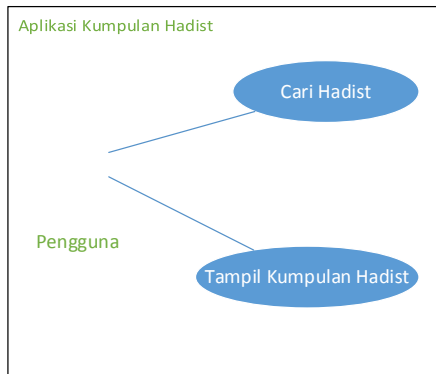 Aplikasi Kumpulan Hadist
Cari Hadist
Pengguna
Tampil Kumpulan Hadist